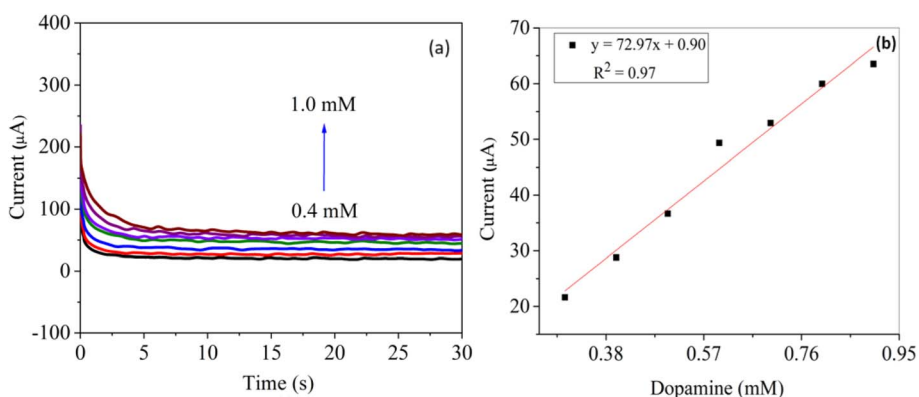 (a)
400
300
200
100
0
-100
Current (μA)
1.0 mM
0.4 mM
0 5 10 15 20 25 30
Time (s)
(b)
y = 72.97x + 0.90
R² = 0.97
70
60
50
40
30
20
Current (μA)
0.38 0.57 0.76 0.95
Dopamine (mM)